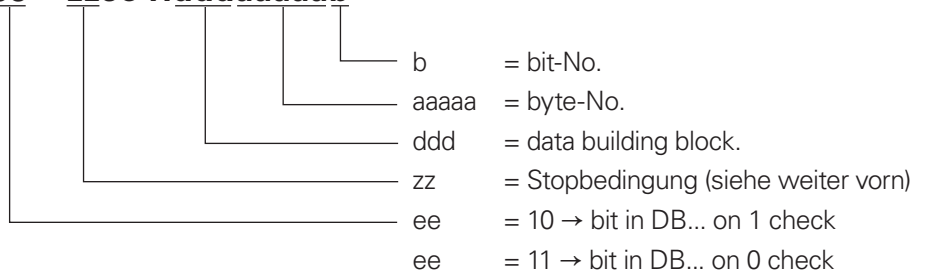 b = bit-No.
aaaaa = byte-No.
ddd = data building block.
zz = Stopbedingung (siehe weiter vorn)
ee = 10 → bit in DB... on 1 check
ee = 11 → bit in DB... on 0 check